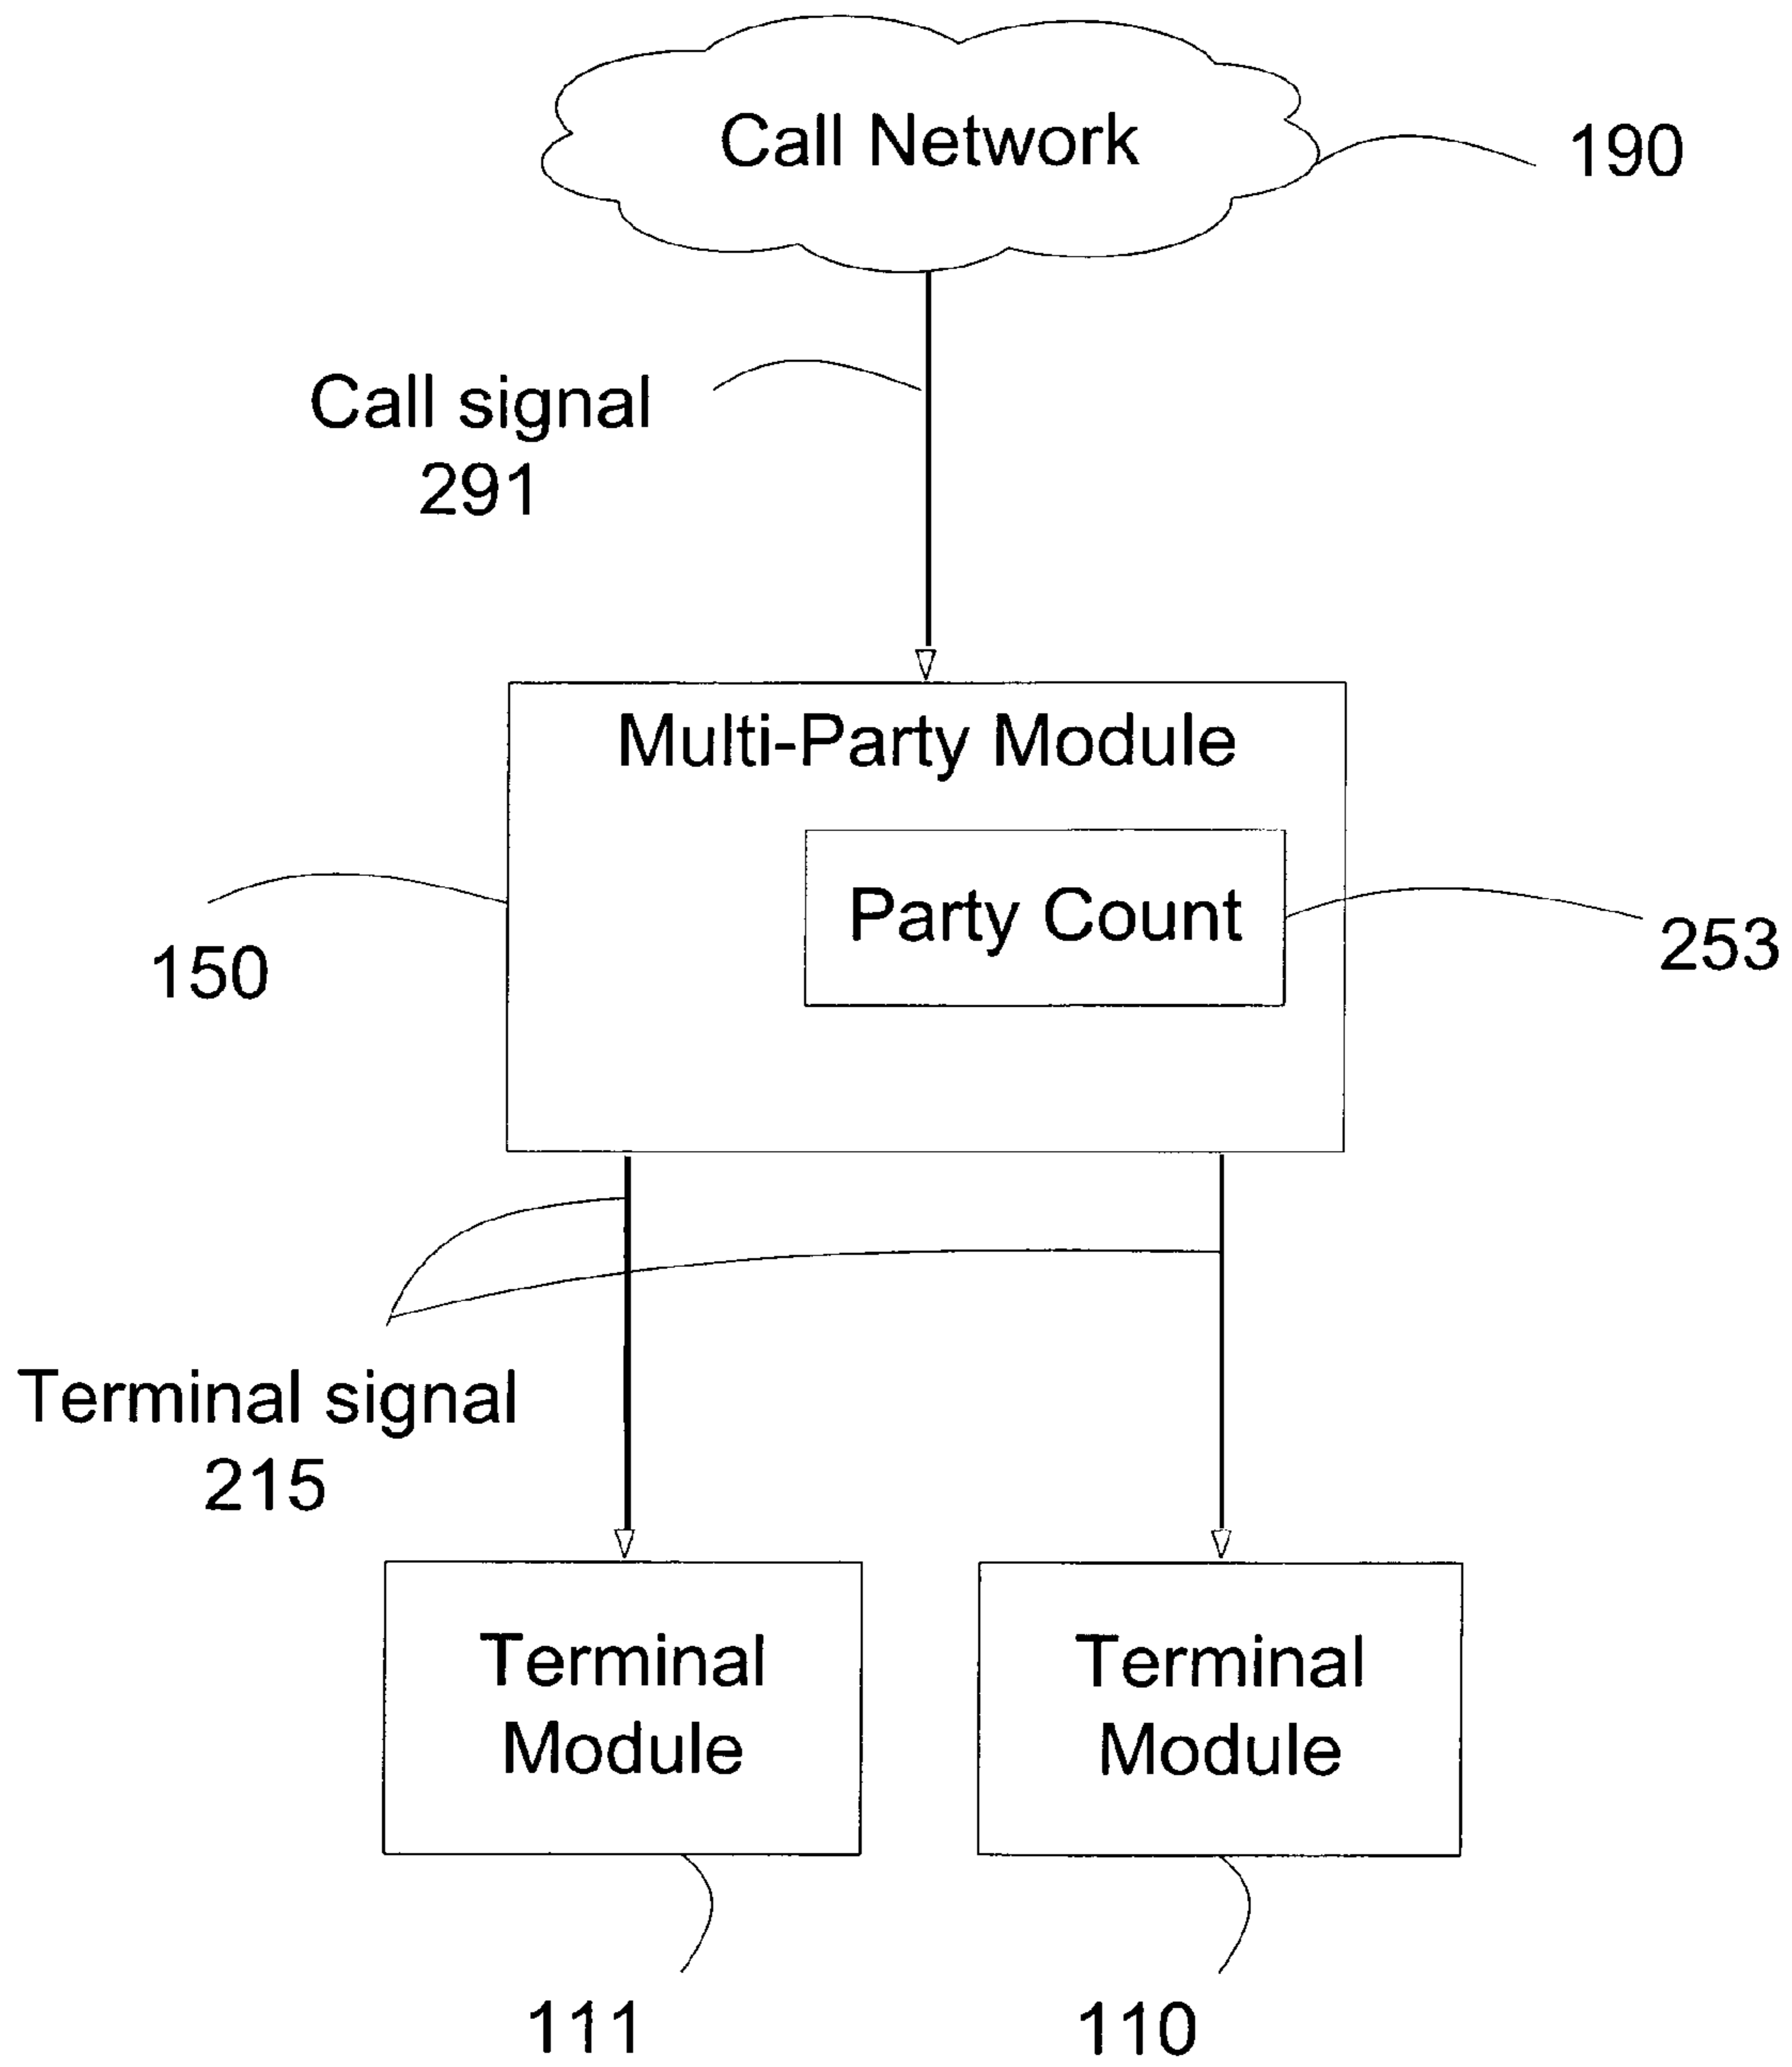 Call Network
190
Call signal
291
Multi-Party Module
Party Count
150
253
Terminal signal
215
Terminal
Module
Terminal
Module
111
110